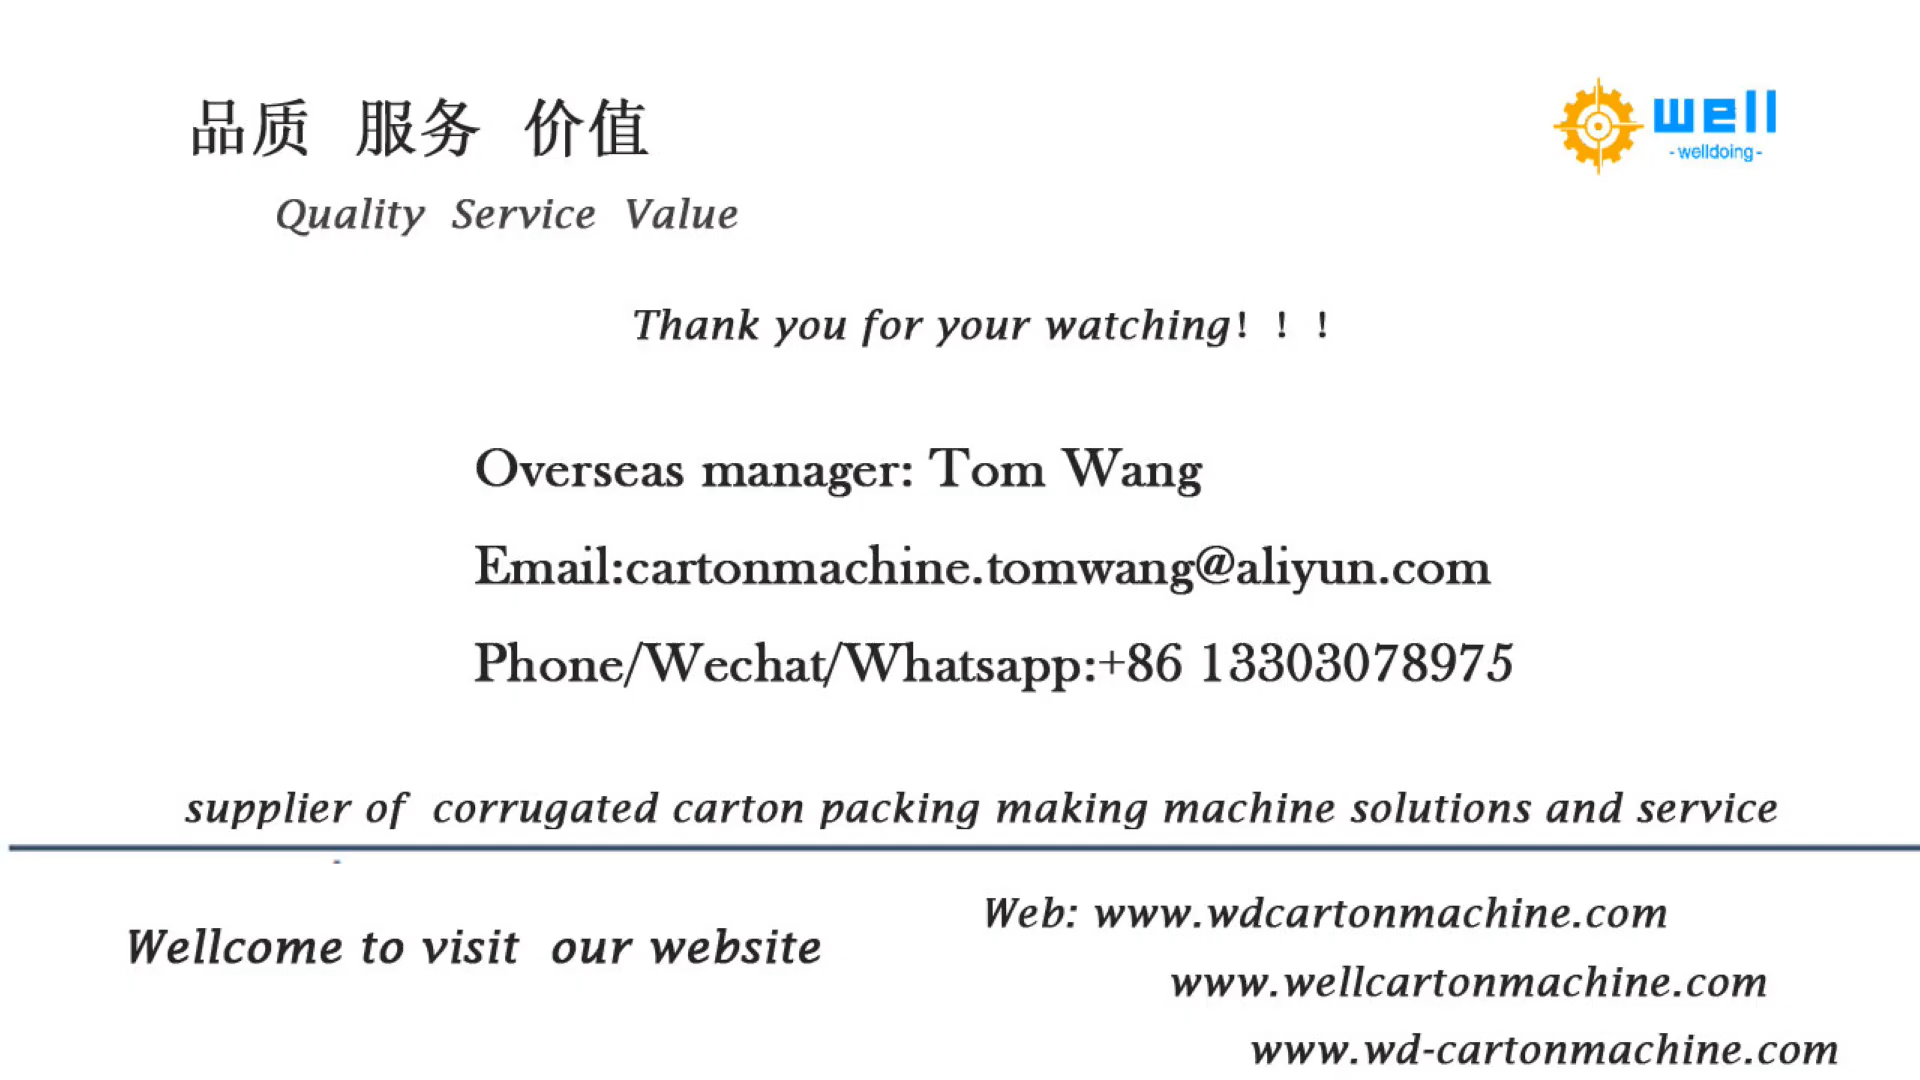 品质 服务 价值
well
-welldoing-
Quality Service Value
Thank you for your watching！！！
Overseas manager: Tom Wang
Email:cartonmachine.tomwang@aliyun.com
Phone/Wechat/Whatsapp:+86 13303078975
supplier of corrugated carton packing making machine solutions and service
Wellcome to visit our website
Web: www.wdcartonmachine.com
www.wellcartonmachine.com
www.wd-cartonmachine.com